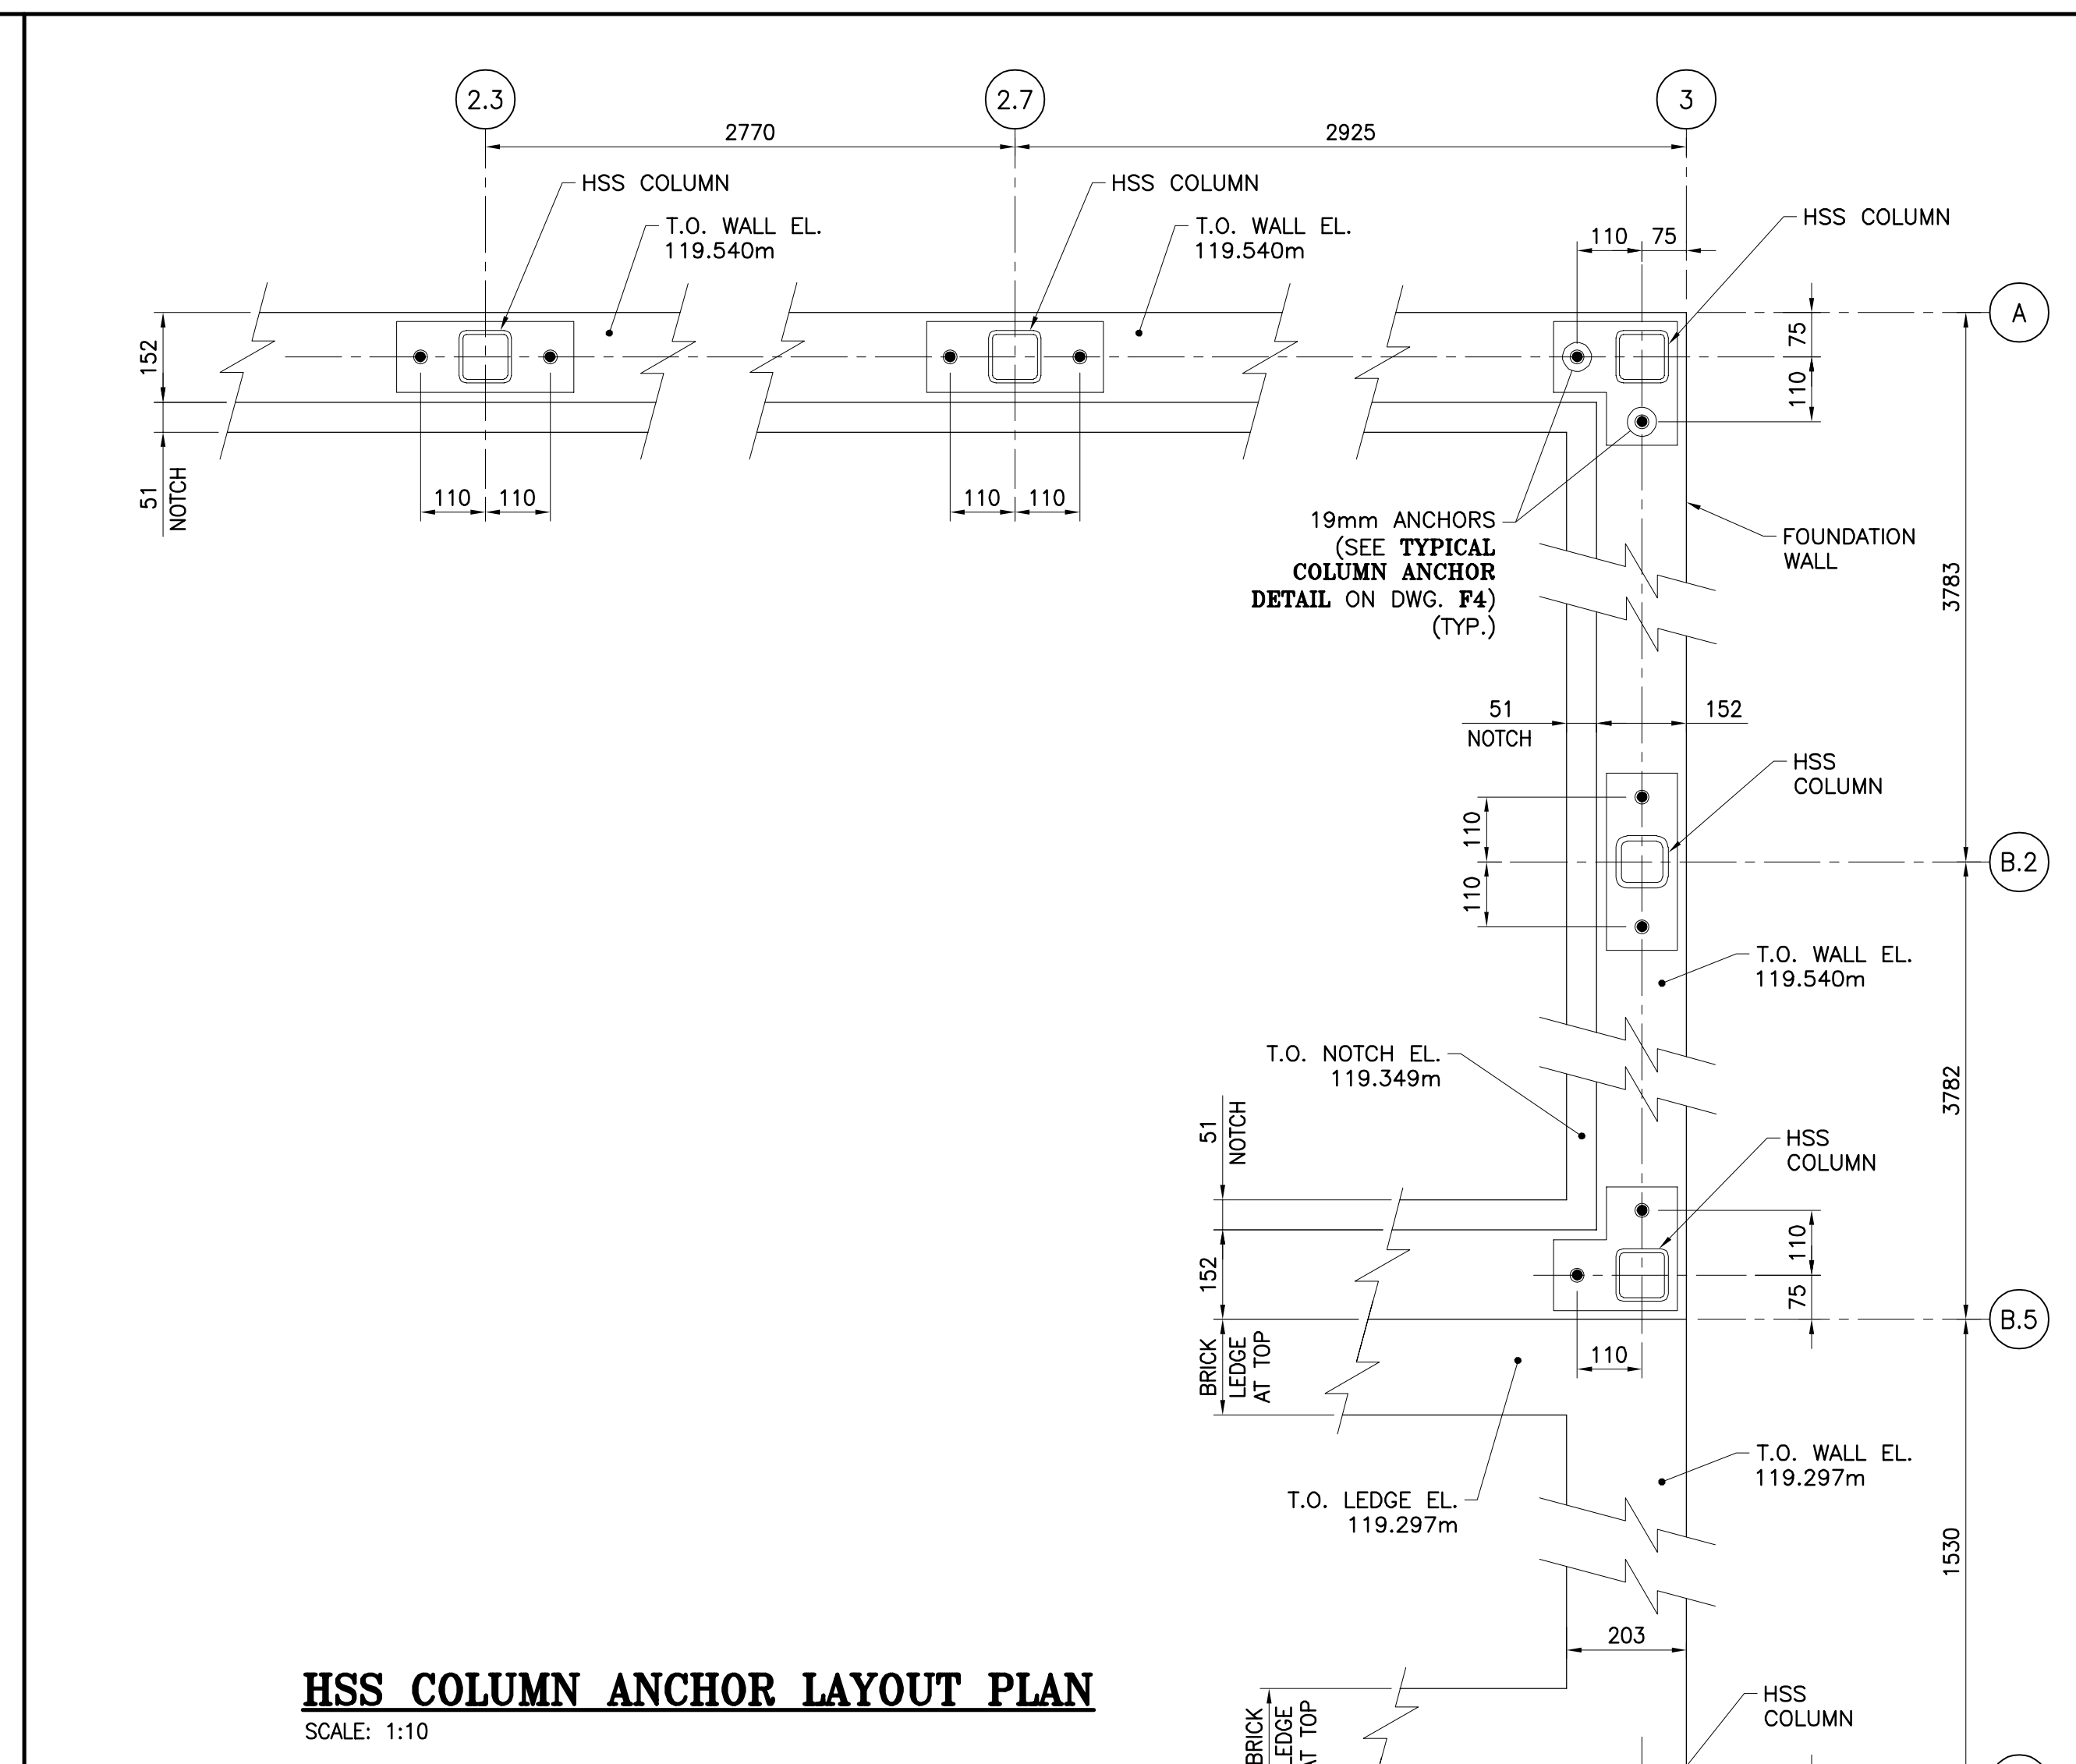 2.3
2.7
3
2770
2925
HSS COLUMN
HSS COLUMN
HSS COLUMN
T.O. WALL EL.
119.540m
T.O. WALL EL.
119.540m
110
75
A
75
110
152
51
NOTCH
110
110
110
110
19mm ANCHORS
(SEE TYPICAL
COLUMN ANCHOR
DETAIL ON DWG. F4)
(TYP.)
FOUNDATION
WALL
3783
51
NOTCH
152
HSS
COLUMN
110
110
B.2
T.O. WALL EL.
119.540m
T.O. NOTCH EL.
119.349m
3782
51
NOTCH
HSS
COLUMN
152
110
75
B.5
BRICK
LEDGE
AT TOP
110
T.O. WALL EL.
119.297m
T.O. LEDGE EL.
119.297m
1530
203
HSS COLUMN ANCHOR LAYOUT PLAN
SCALE: 1:10
HSS
COLUMN
BRICK
LEDGE
AT TOP